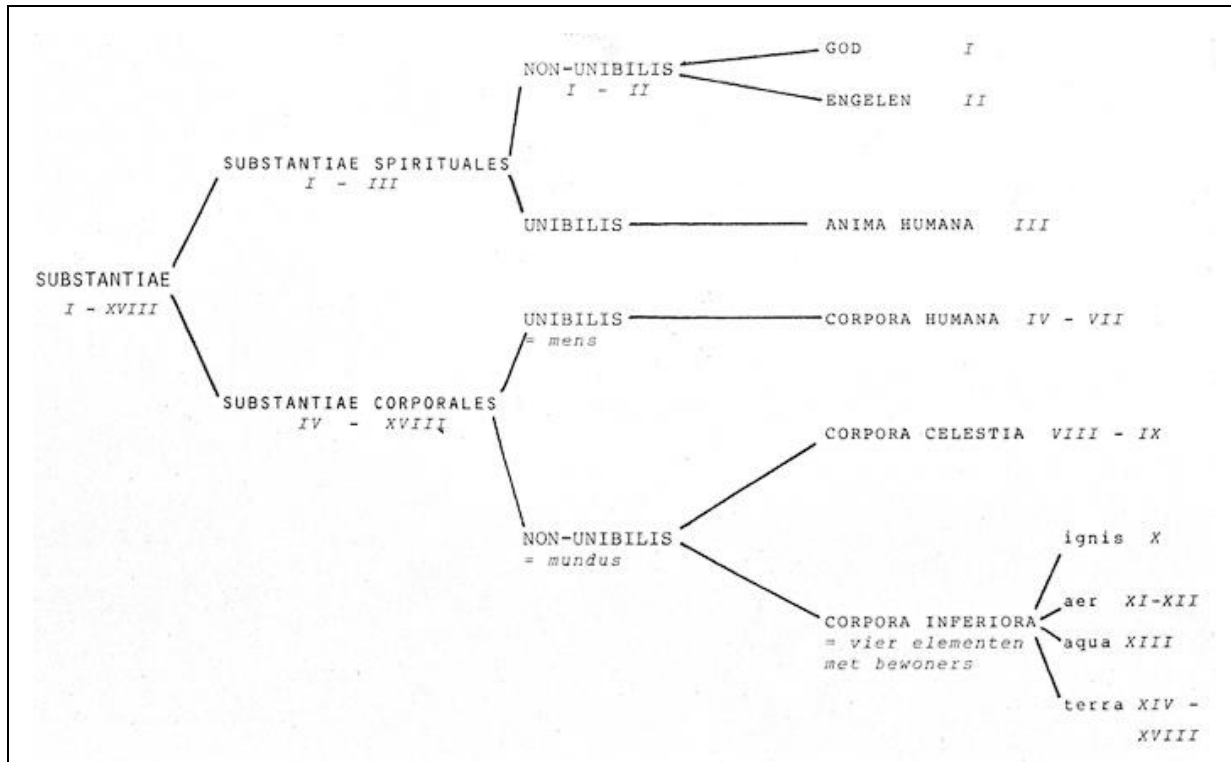 GOD I
NON-UNIBILIS
I - II
ENGELEN II
SUBSTANTIAE SPIRITUALES
I - III
UNIBILIS
ANIMA HUMANA III
SUBSTANTIAE
I - XVIII
UNIBILIS
= mens
CORPORA HUMANA IV - VII
SUBSTANTIAE CORPORALES
IV - XVIII
CORPORA CELESTIA VIII - IX
NON-UNIBILIS
= mundus
ignis X
aer XI-XII
CORPORA INFERIORA
= vier elementen
met bewoners
aqua XIII
terra XIV -
XVIII